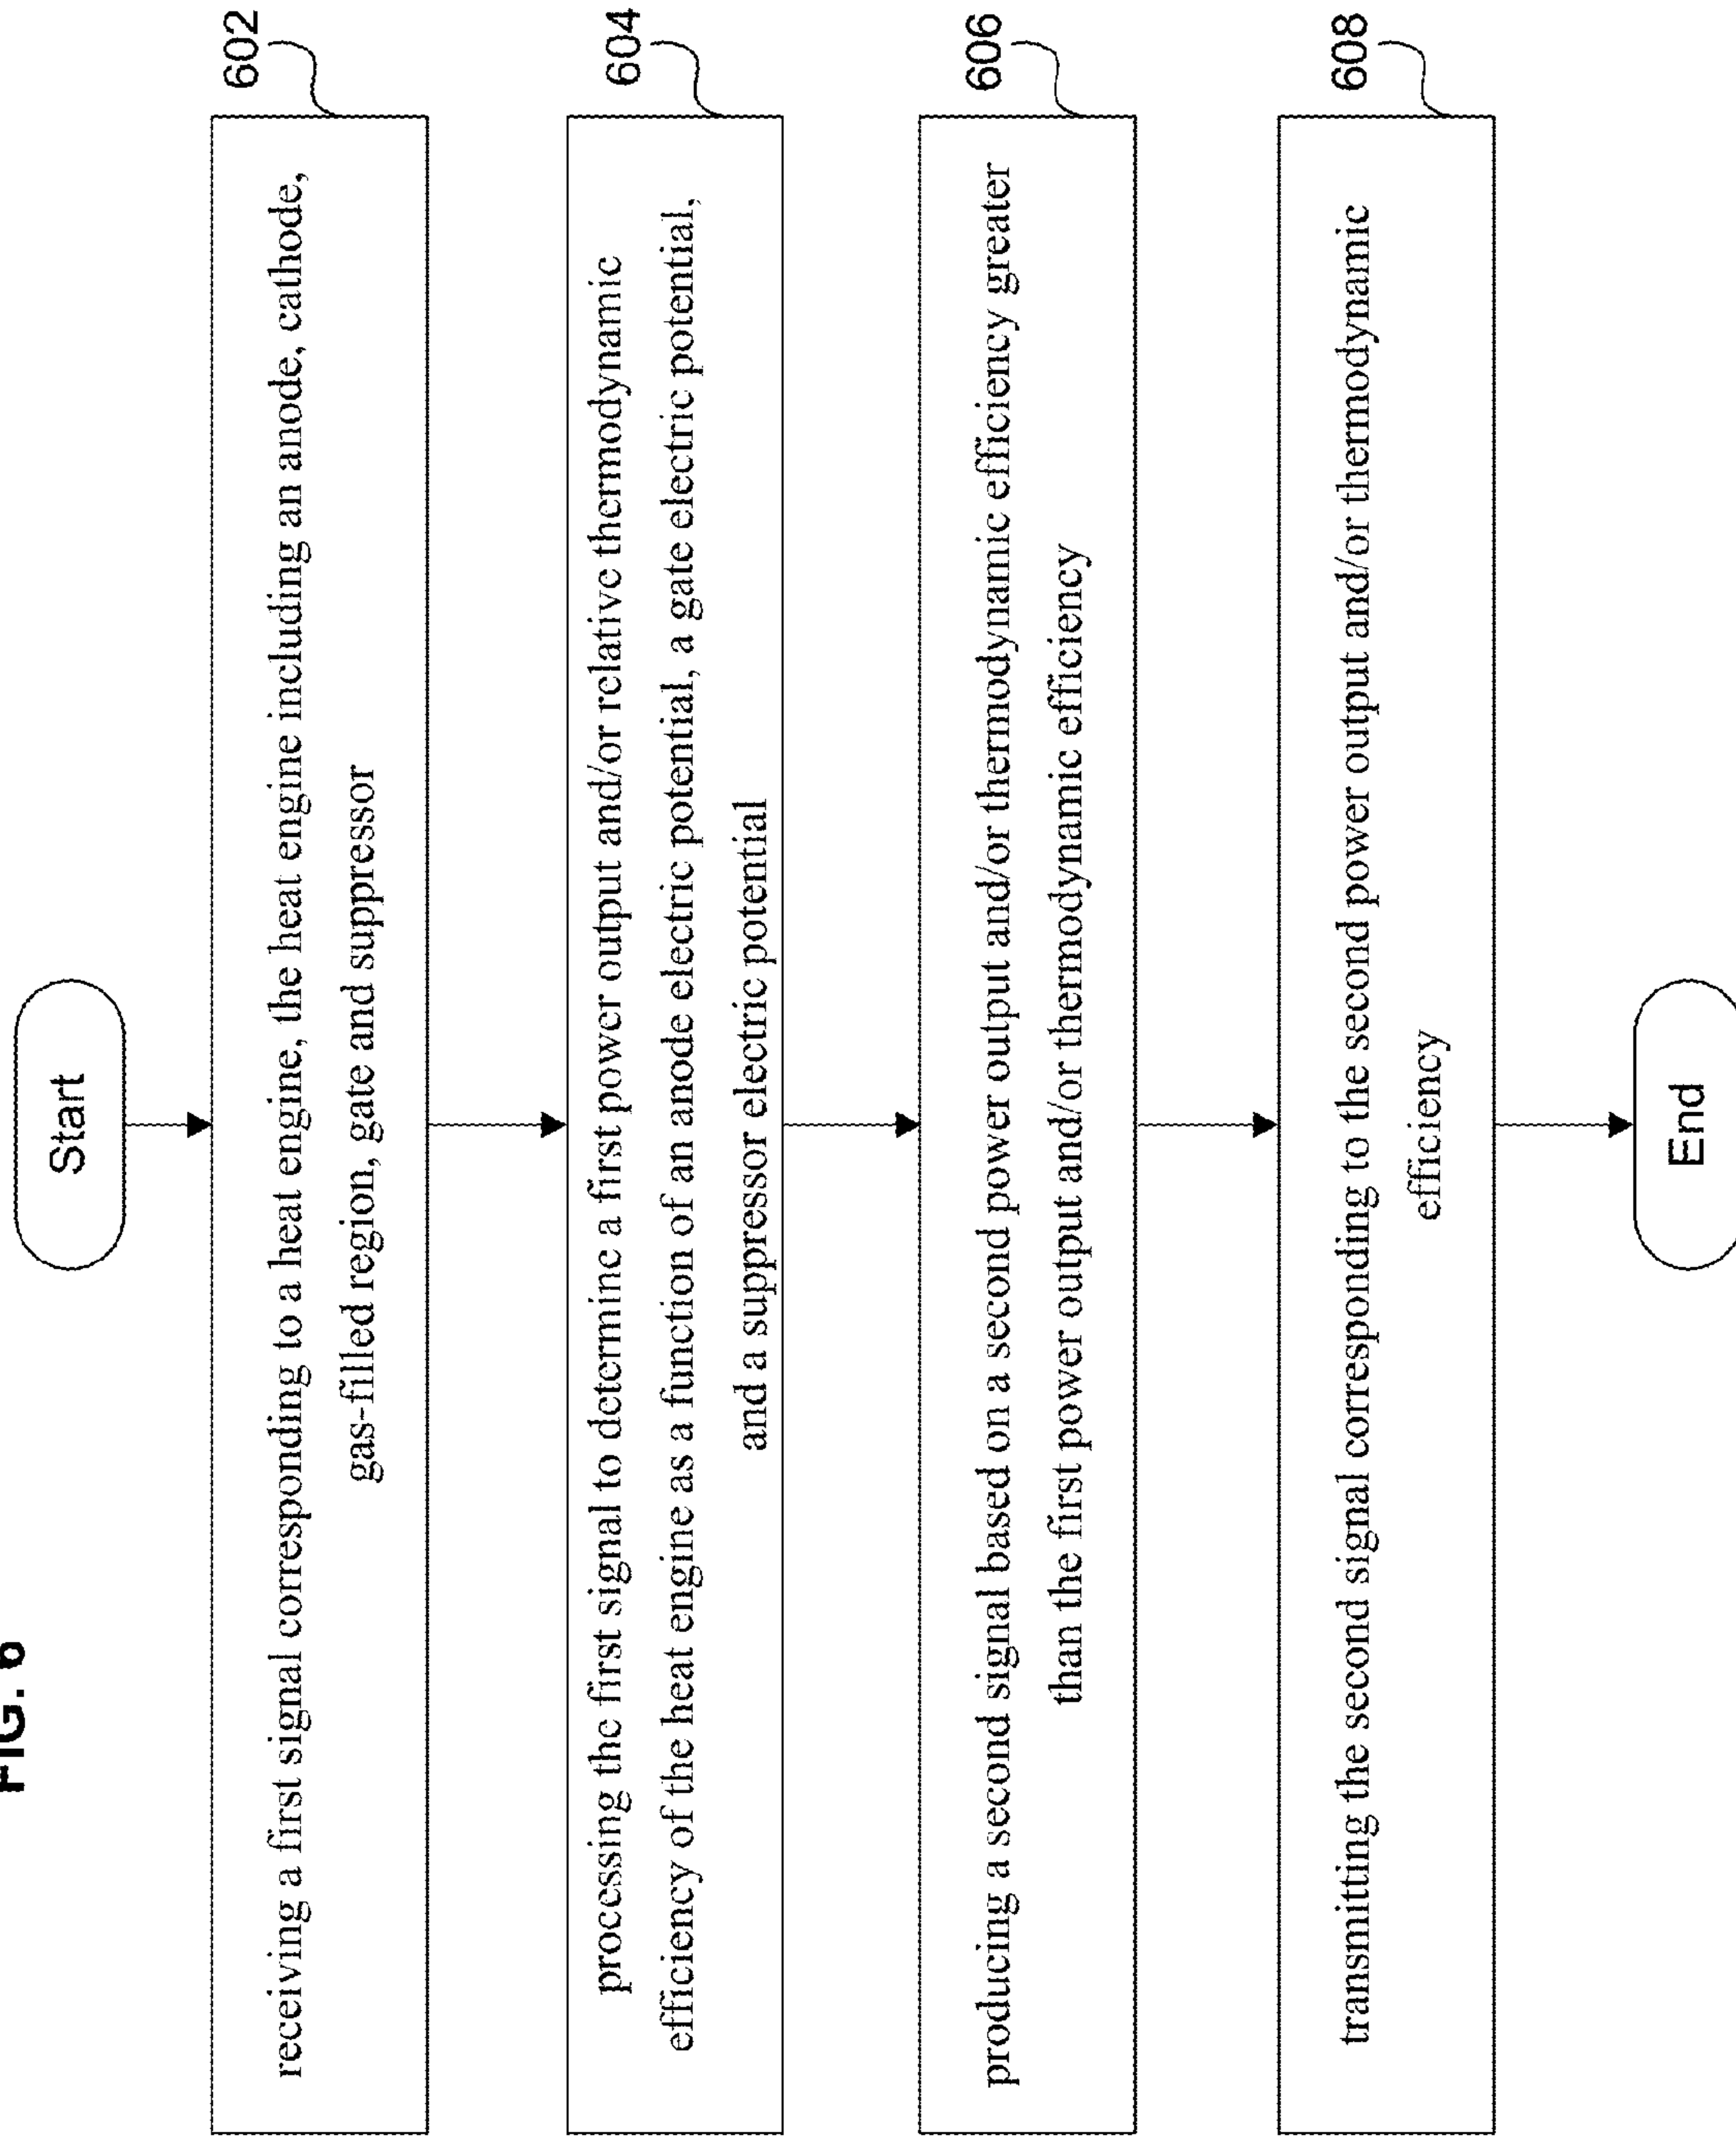 FIG. 6
Start
602
receiving a first signal corresponding to a heat engine, the heat engine including an anode, cathode,
gas-filled region, gate and suppressor
604
processing the first signal to determine a first power output and/or relative thermodynamic
efficiency of the heat engine as a function of an anode electric potential, a gate electric potential,
and a suppressor electric potential
606
producing a second signal based on a second power output and/or thermodynamic efficiency greater
than the first power output and/or thermodynamic efficiency
608
transmitting the second signal corresponding to the second power output and/or thermodynamic
efficiency
End